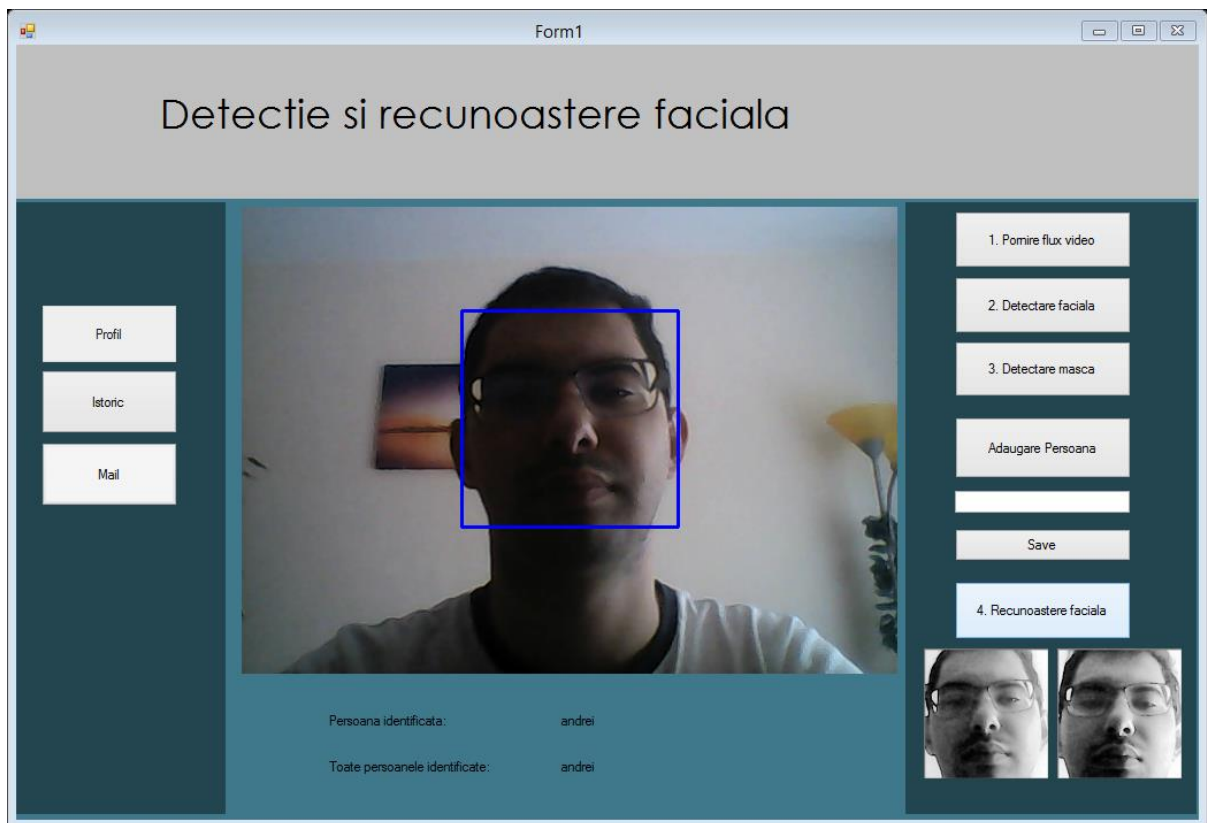 Form1
Detectie si recunoastere faciala
Profil
Istoric
Mail
1. Pornire flux video
2. Detectare faciala
3. Detectare masca
Adaugare Persoana
Save
4. Recunoastere faciala
Persoana identificata: andrei
Toate persoanele identificate: andrei